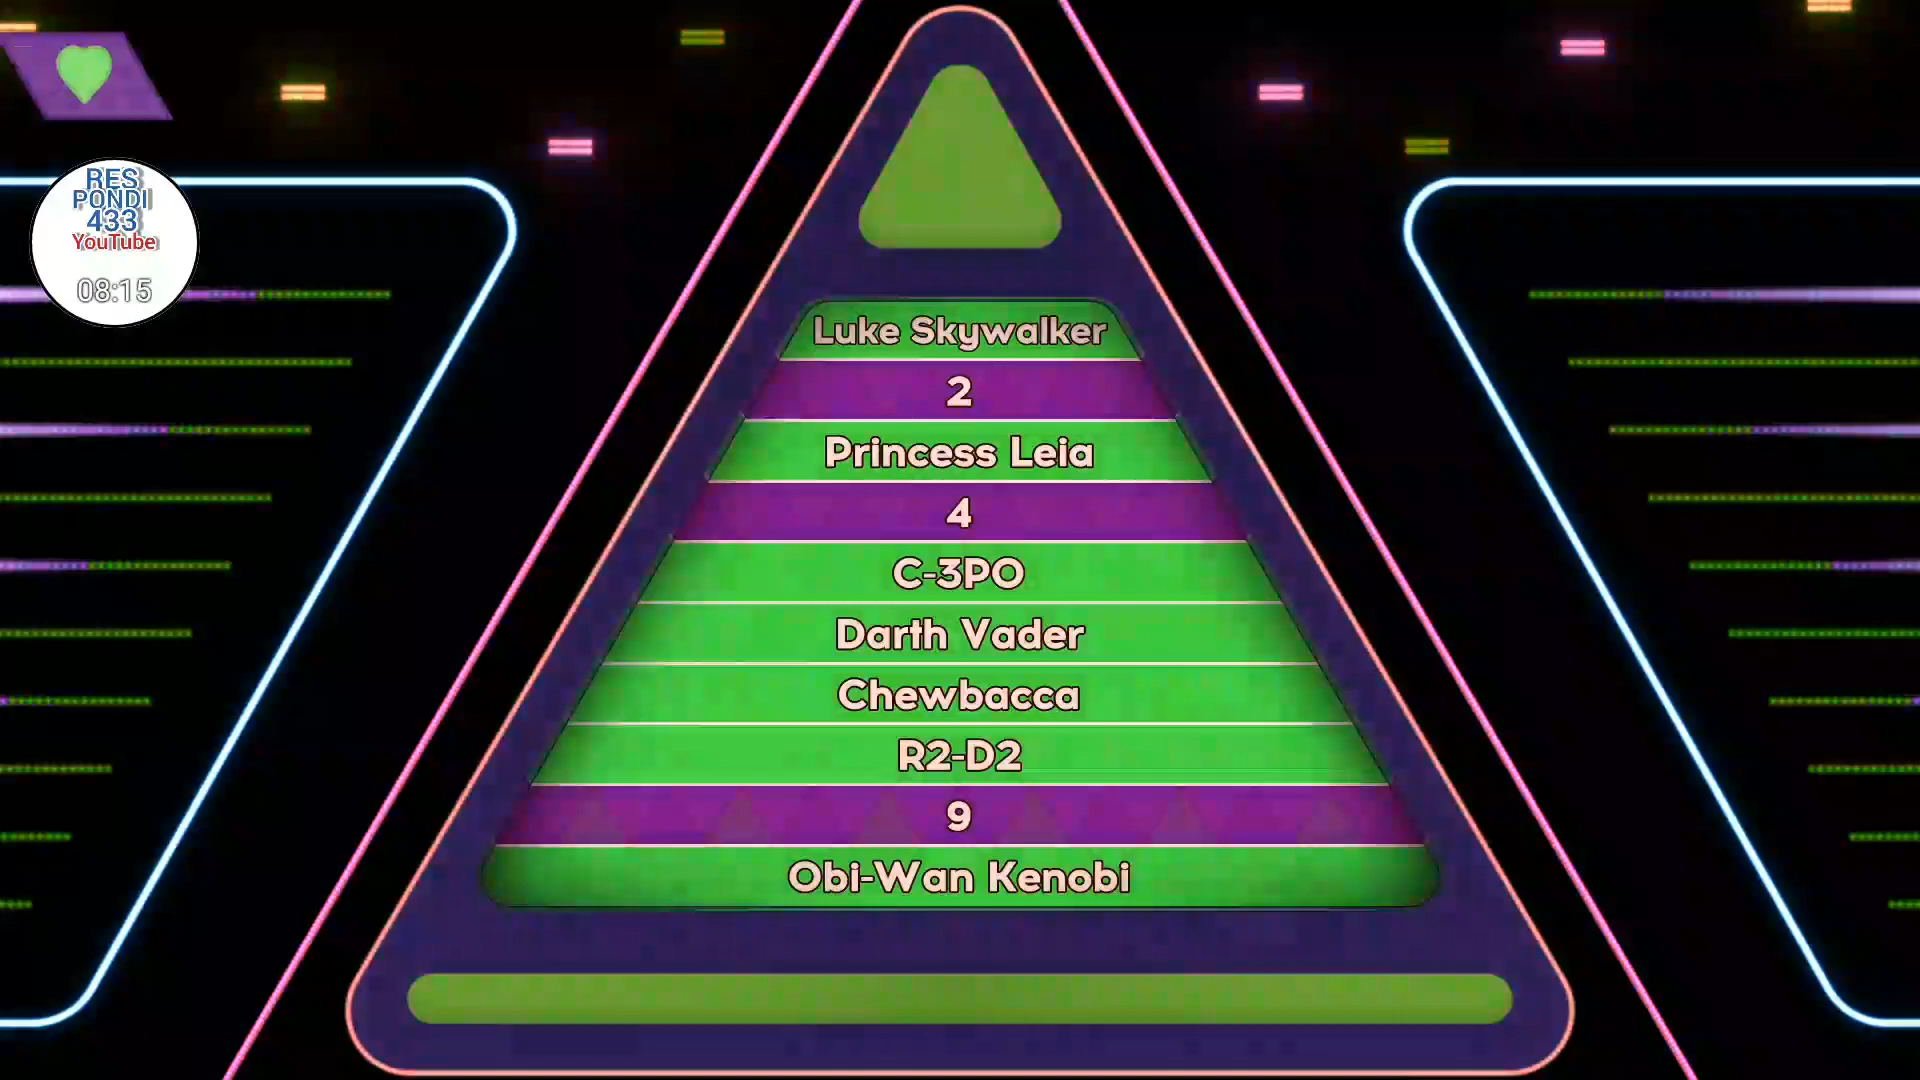 RES
PONDI
433
YouTube
08:15
Luke Skywalker
2
Princess Leia
4
C-3PO
Darth Vader
Chewbacca
R2-D2
9
Obi-Wan Kenobi